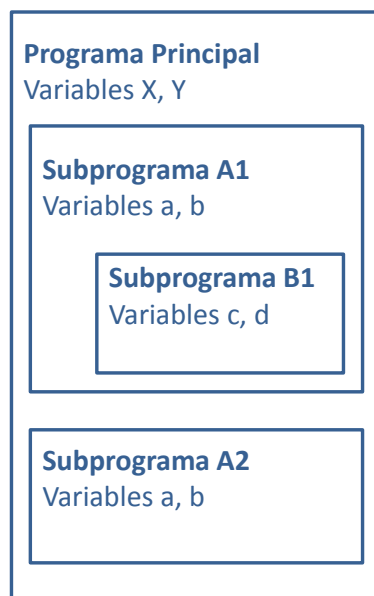 Programa Principal
Variables X, Y
Subprograma A1
Variables a, b
Subprograma B1
Variables c, d
Subprograma A2
Variables a, b